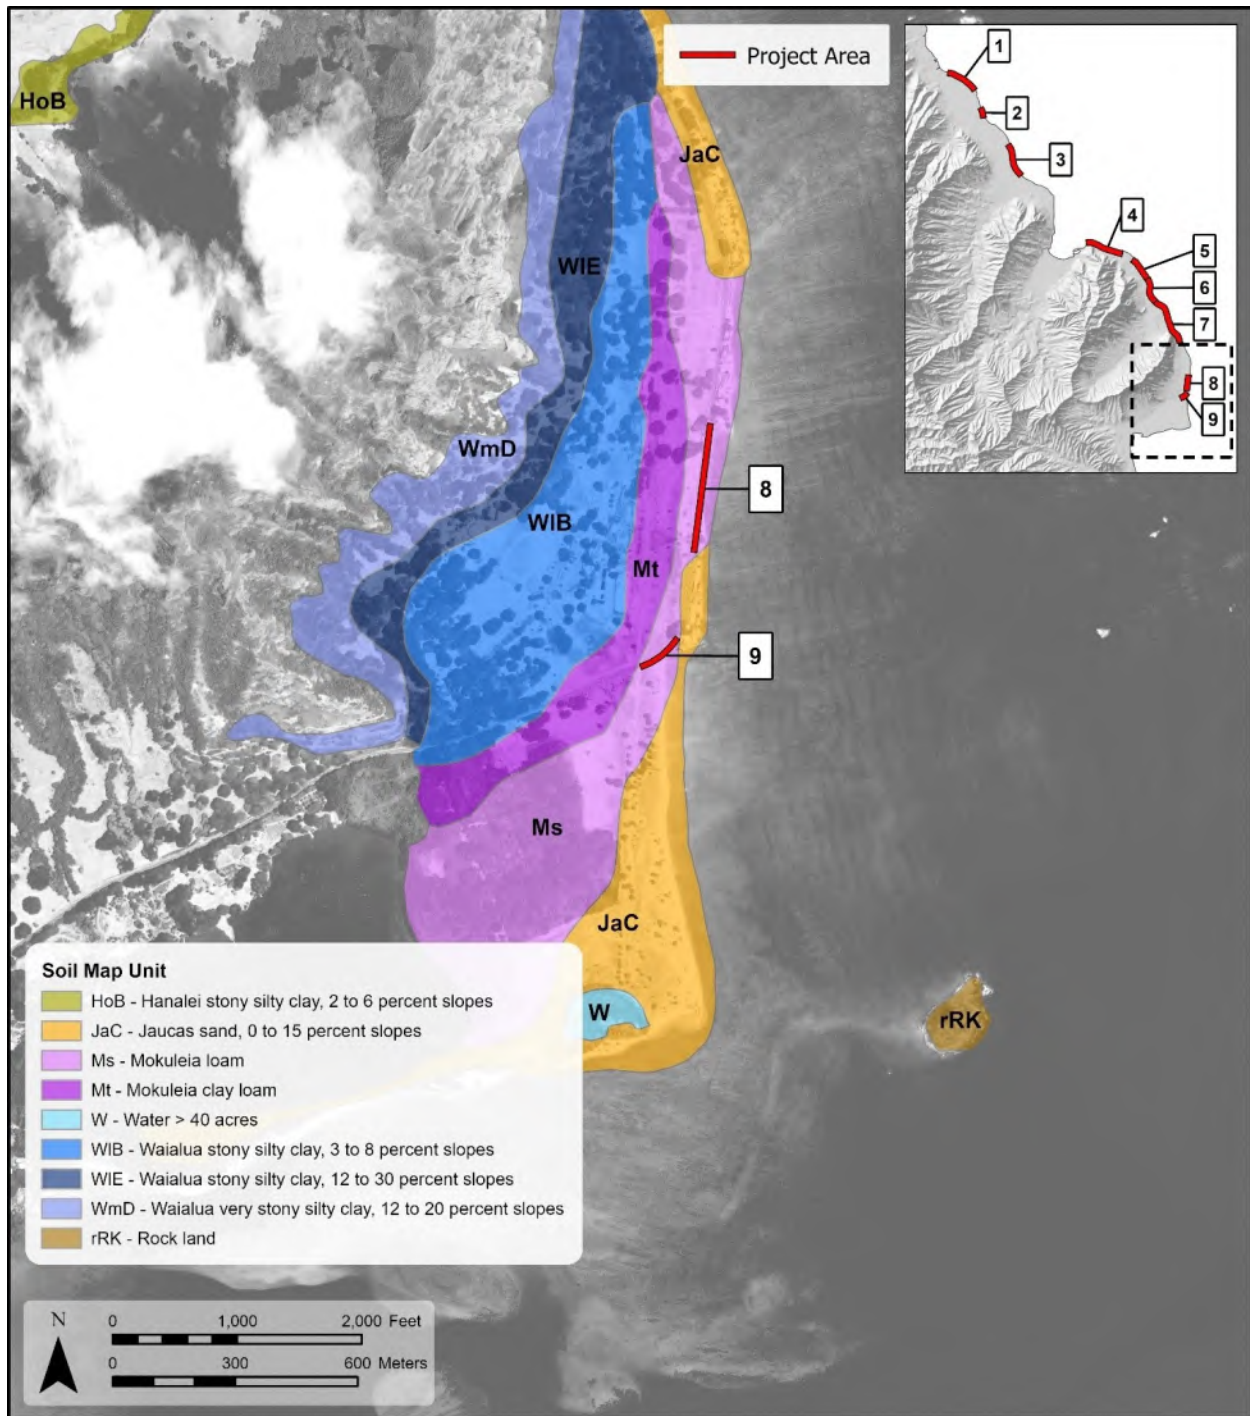 Project Area
1
2
3
4
5
6
7
8
9
HoB
JaC
WIE
WmD
8
WIB
Mt
9
Ms
JaC
W
rRK
Soil Map Unit
HoB - Hanalei stony silty clay, 2 to 6 percent slopes
JaC - Jaucas sand, 0 to 15 percent slopes
Ms - Mokuleia loam
Mt - Mokuleia clay loam
W - Water > 40 acres
WIB - Waialua stony silty clay, 3 to 8 percent slopes
WIE - Waialua stony silty clay, 12 to 30 percent slopes
WmD - Waialua very stony silty clay, 12 to 20 percent slopes
rRK - Rock land
N
0 1,000 2,000 Feet
0 300 600 Meters